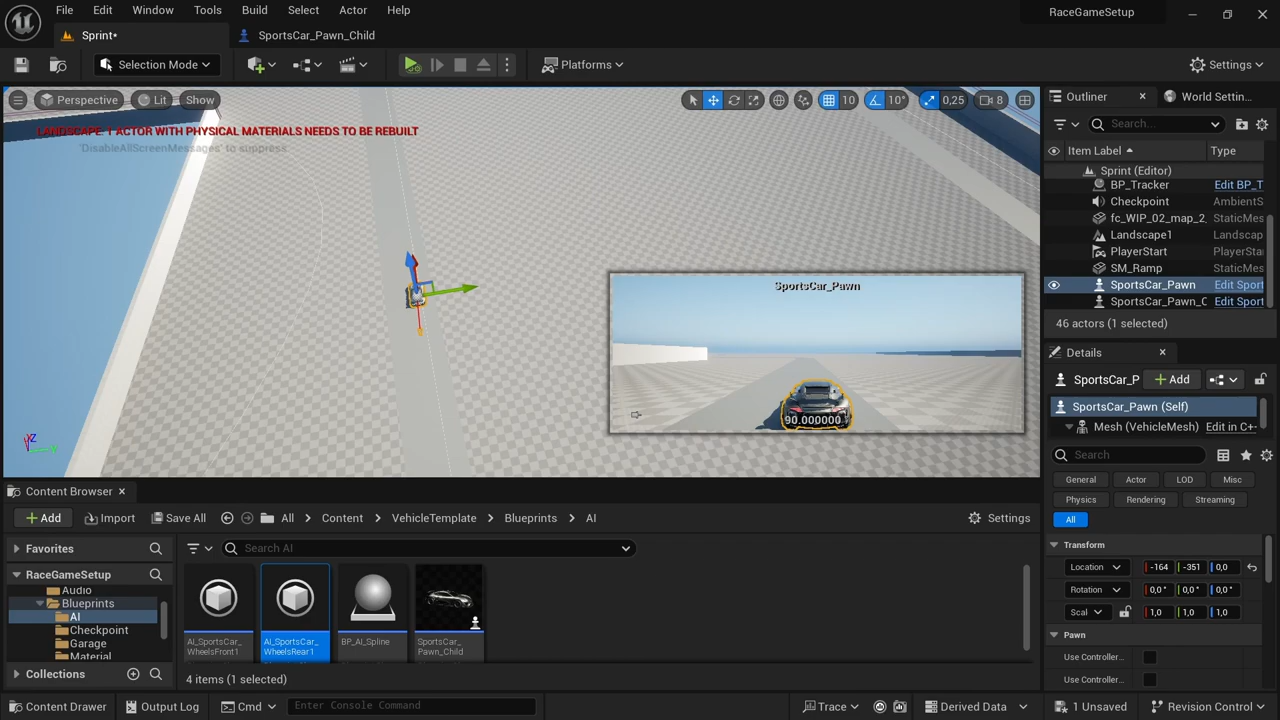 File Edit Window Tools Build Select Actor Help RaceGameSetup
Sprint• SportsCar_Pawn_Child
Selection Mode Platforms Settings
Perspective Lit Show 10 10° 0,25 8
LANDSCAPE: 1 ACTOR WITH PHYSICAL MATERIALS NEEDS TO BE REBUILT
'DisableAllScreenMessages' to suppress
SportsCar_Pawn
90.000000
Z
Y
Outliner World Settin...
Search...
Item Label Type
Sprint (Editor)
BP_Tracker Edit BP_T
Checkpoint AmbientS
fc_WIP_02_map_2_ StaticMes
Landscape1 Landscap
PlayerStart PlayerStar
SM_Ramp StaticMes
SportsCar_Pawn Edit Sport
SportsCar_Pawn_C Edit Sport
46 actors (1 selected)
Details
SportsCar_P Add
SportsCar_Pawn (Self)
Mesh (VehicleMesh) Edit in C++
Search
General Actor LOD Misc
Physics Rendering Streaming
All
Transform
Location -164 -351 0,0
Rotation 0,0° 0,0° 0,0°
Scal 1,0 1,0 1,0
Pawn
Use Controller...
Use Controller...
Content Browser
Add Import Save All All Content VehicleTemplate Blueprints AI Settings
Favorites
RaceGameSetup
Audio
Blueprints
AI
Checkpoint
Garage
Material
Collections
Search AI
AI_SportsCar_
WheelsFront1
AI_SportsCar_
WheelsRear1
BP_AI_Spline
SportsCar_
Pawn_Child
4 items (1 selected)
Content Drawer Output Log Cmd Enter Console Command Trace Derived Data 1 Unsaved Revision Control